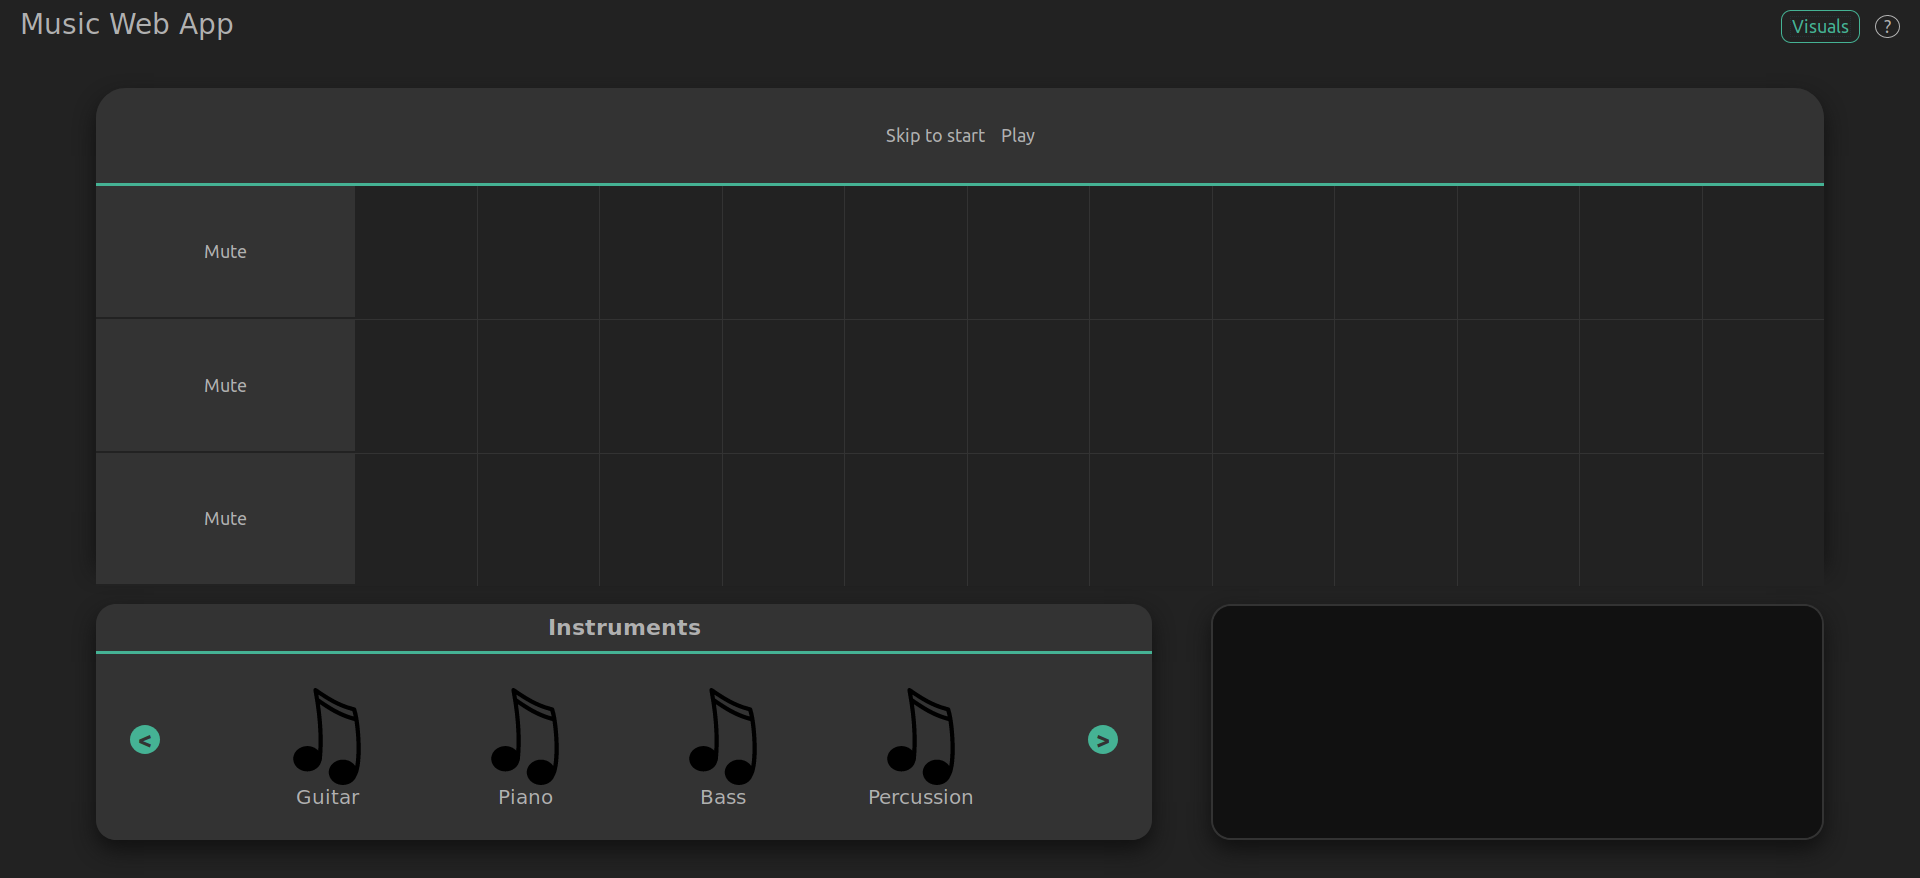 Music Web App
Visuals ?
Skip to start Play
Mute
Mute
Mute
Instruments
< >
Guitar Piano Bass Percussion